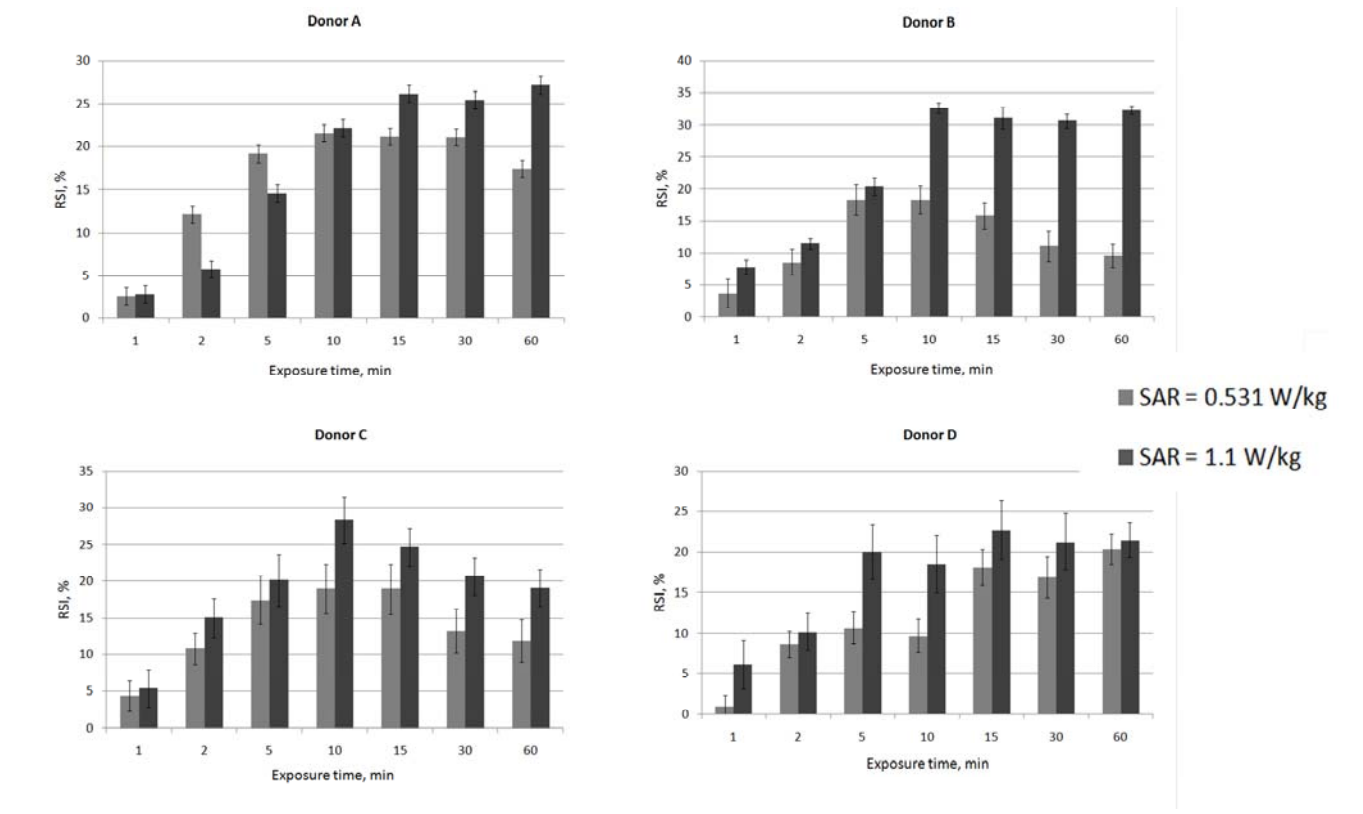 Donor A
30
25
20
15
10
5
0
RSI, %
1 2 5 10 15 30 60
Exposure time, min
Donor B
40
35
30
25
20
15
10
5
0
RSI, %
1 2 5 10 15 30 60
Exposure time, min
SAR = 0.531 W/kg
SAR = 1.1 W/kg
Donor C
35
30
25
20
15
10
5
0
RSI, %
1 2 5 10 15 30 60
Exposure time, min
Donor D
30
25
20
15
10
5
0
RSI, %
1 2 5 10 15 30 60
Exposure time, min